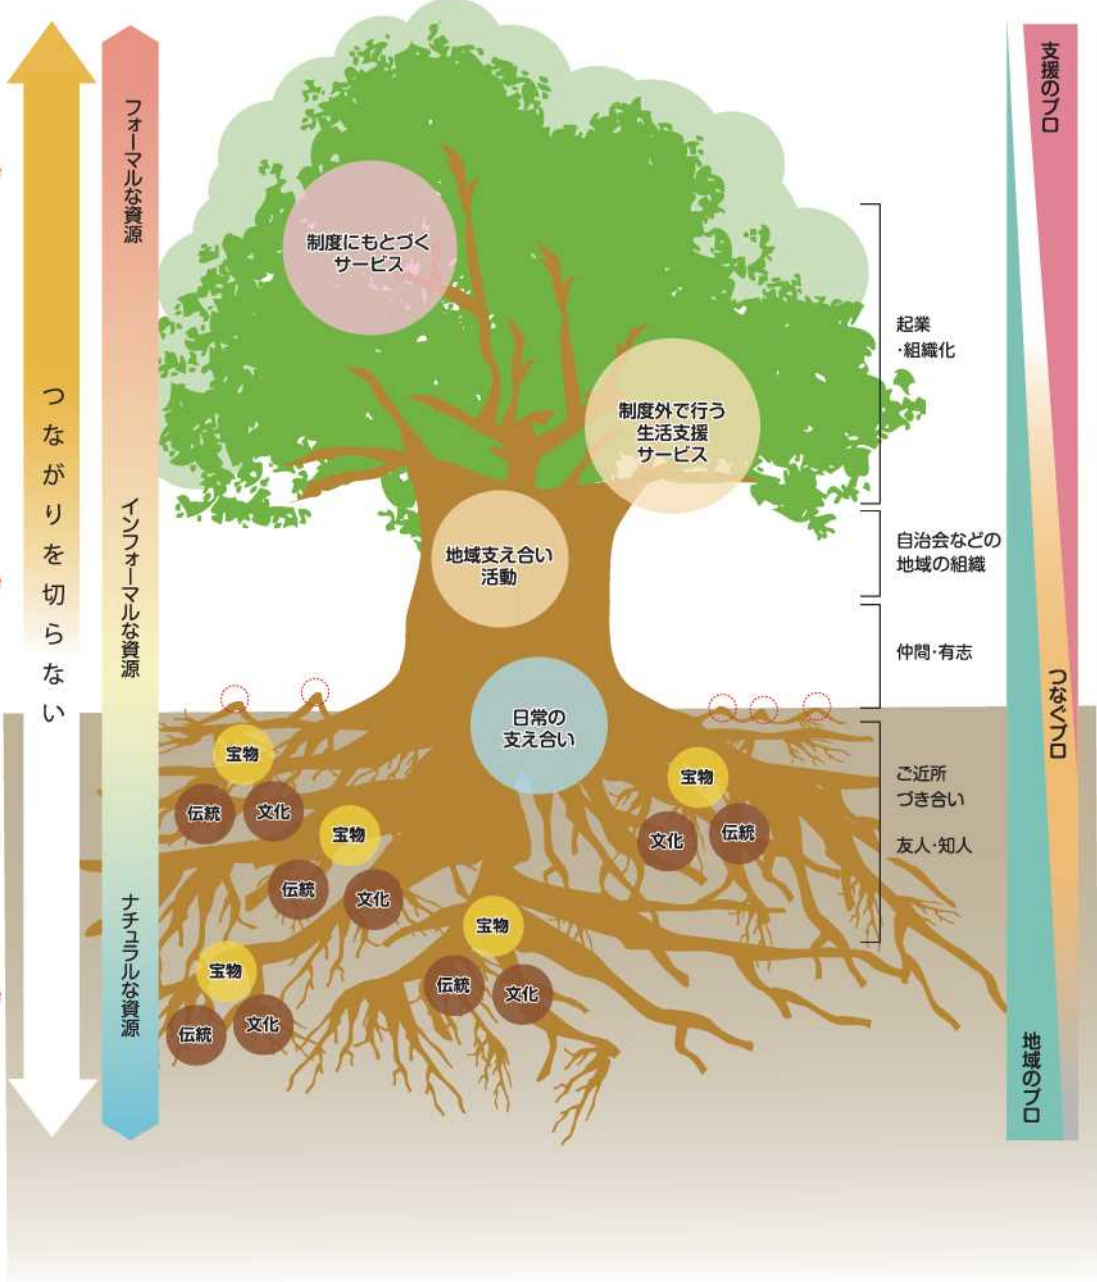 つながりを切らない
フォーマルな資源
インフォーマルな資源
ナチュラルな資源
制度にもとづく
サービス
制度外で行う
生活支援
サービス
地域支え合い
活動
日常の
支え合い
宝物
伝統
文化
宝物
伝統
文化
宝物
伝統
文化
宝物
伝統
文化
宝物
文化
伝統
起業
・組織化
自治会などの
地域の組織
仲間・有志
ご近所
づき合い
友人・知人
支援のプロ
つなぐプロ
地域のプロ